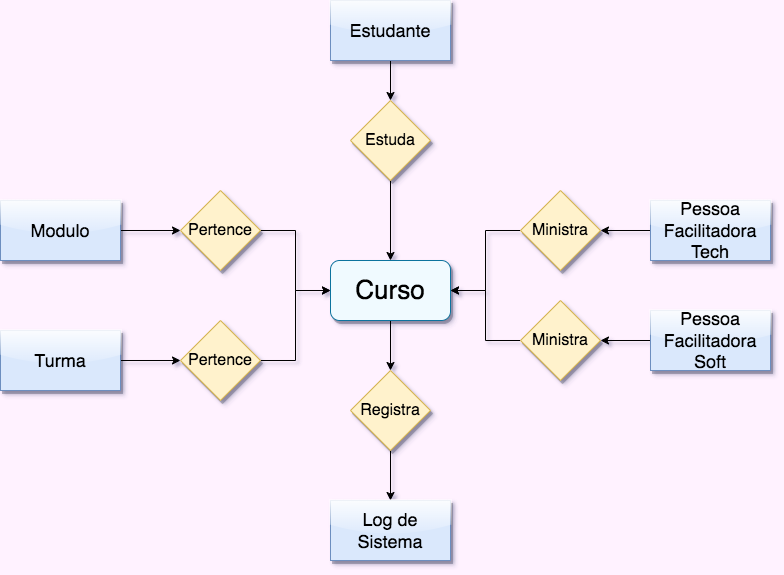 Estudante
Estuda
Modulo
Pertence
Ministra
Pessoa
Facilitadora
Tech
Curso
Turma
Pertence
Ministra
Pessoa
Facilitadora
Soft
Registra
Log de
Sistema